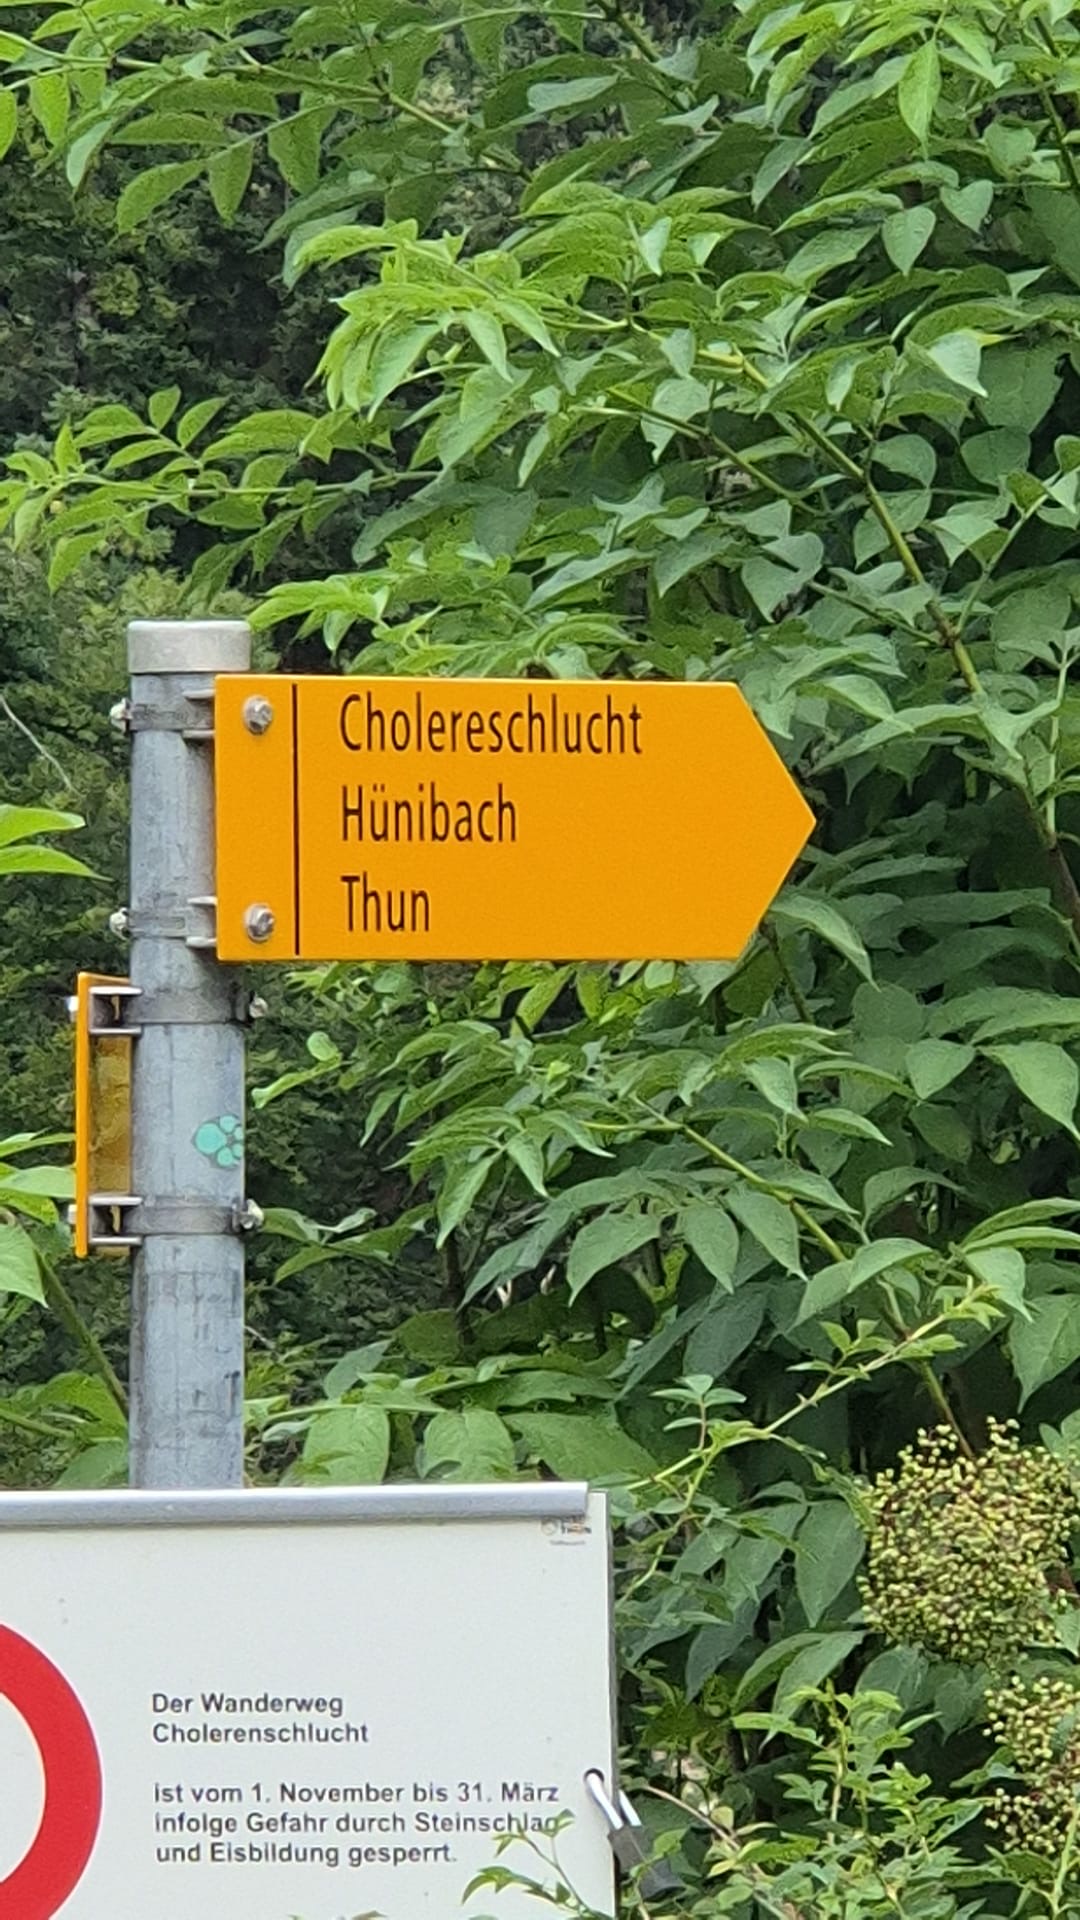 Cholereschlucht
Hünibach
Thun
Der Wanderweg
Cholerenschlucht
ist vom 1. November bis 31. März
infolge Gefahr durch Steinschlag
und Eisbildung gesperrt.